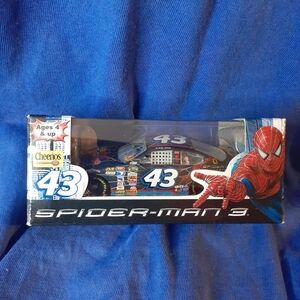 Ages 4
& up
43
Cheerios
43
43
SPIDER-MAN 3